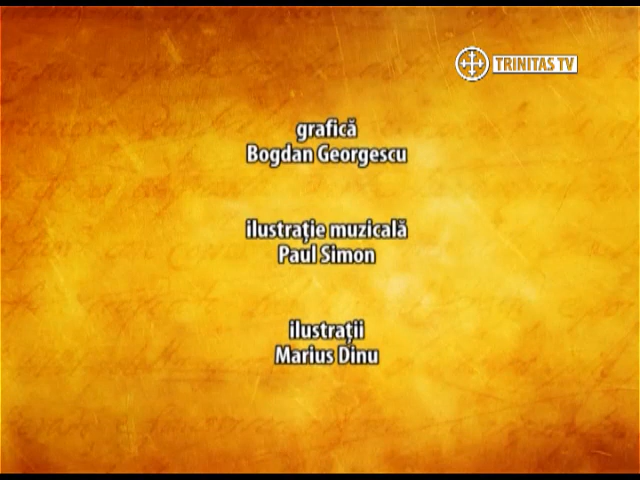 TRINITAS TV
grafică
Bogdan Georgescu
ilustrație muzicală
Paul Simon
ilustrații
Marius Dinu